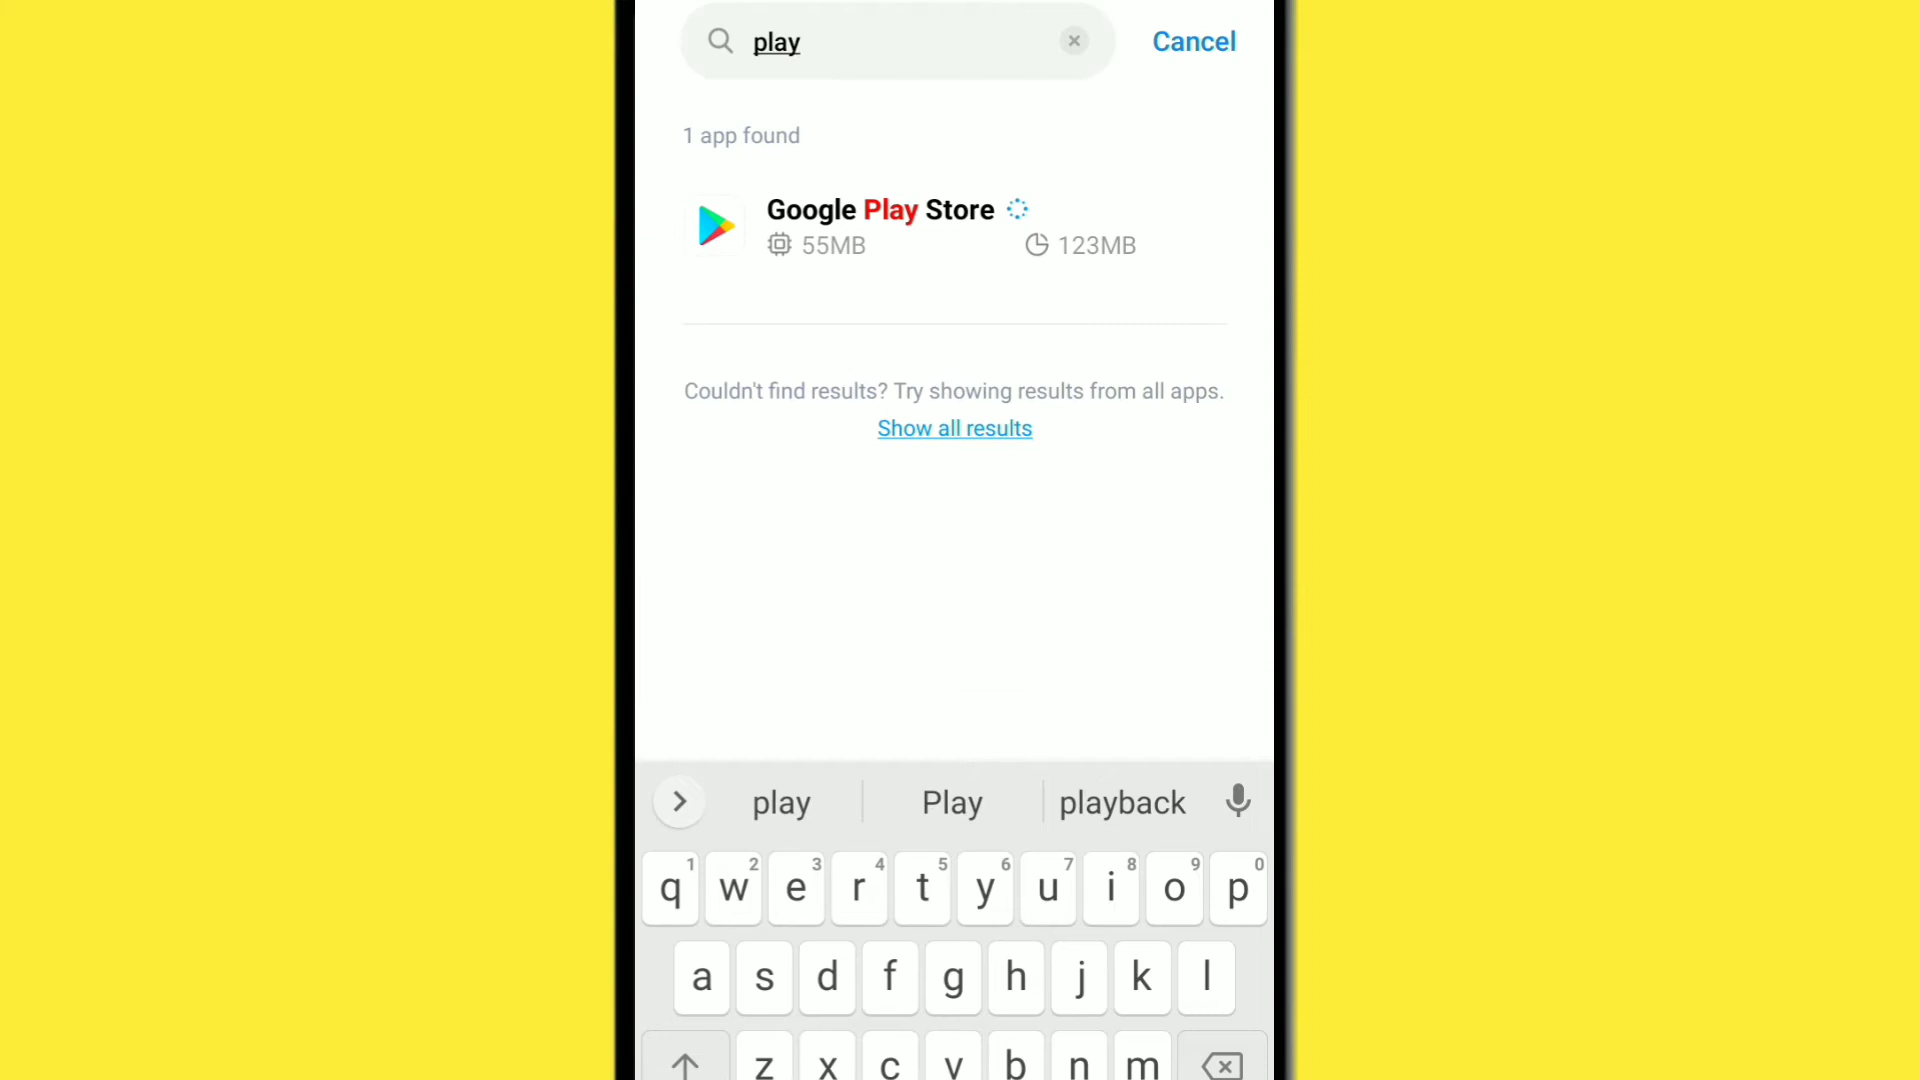 play
Cancel
1 app found
Google Play Store
55MB
123MB
Couldn't find results? Try showing results from all apps.
Show all results
play
Play
playback
1 2 3 4 5 6 7 8 9 0
q w e r t y u i o p
a s d f g h j k l
z x c v b n m